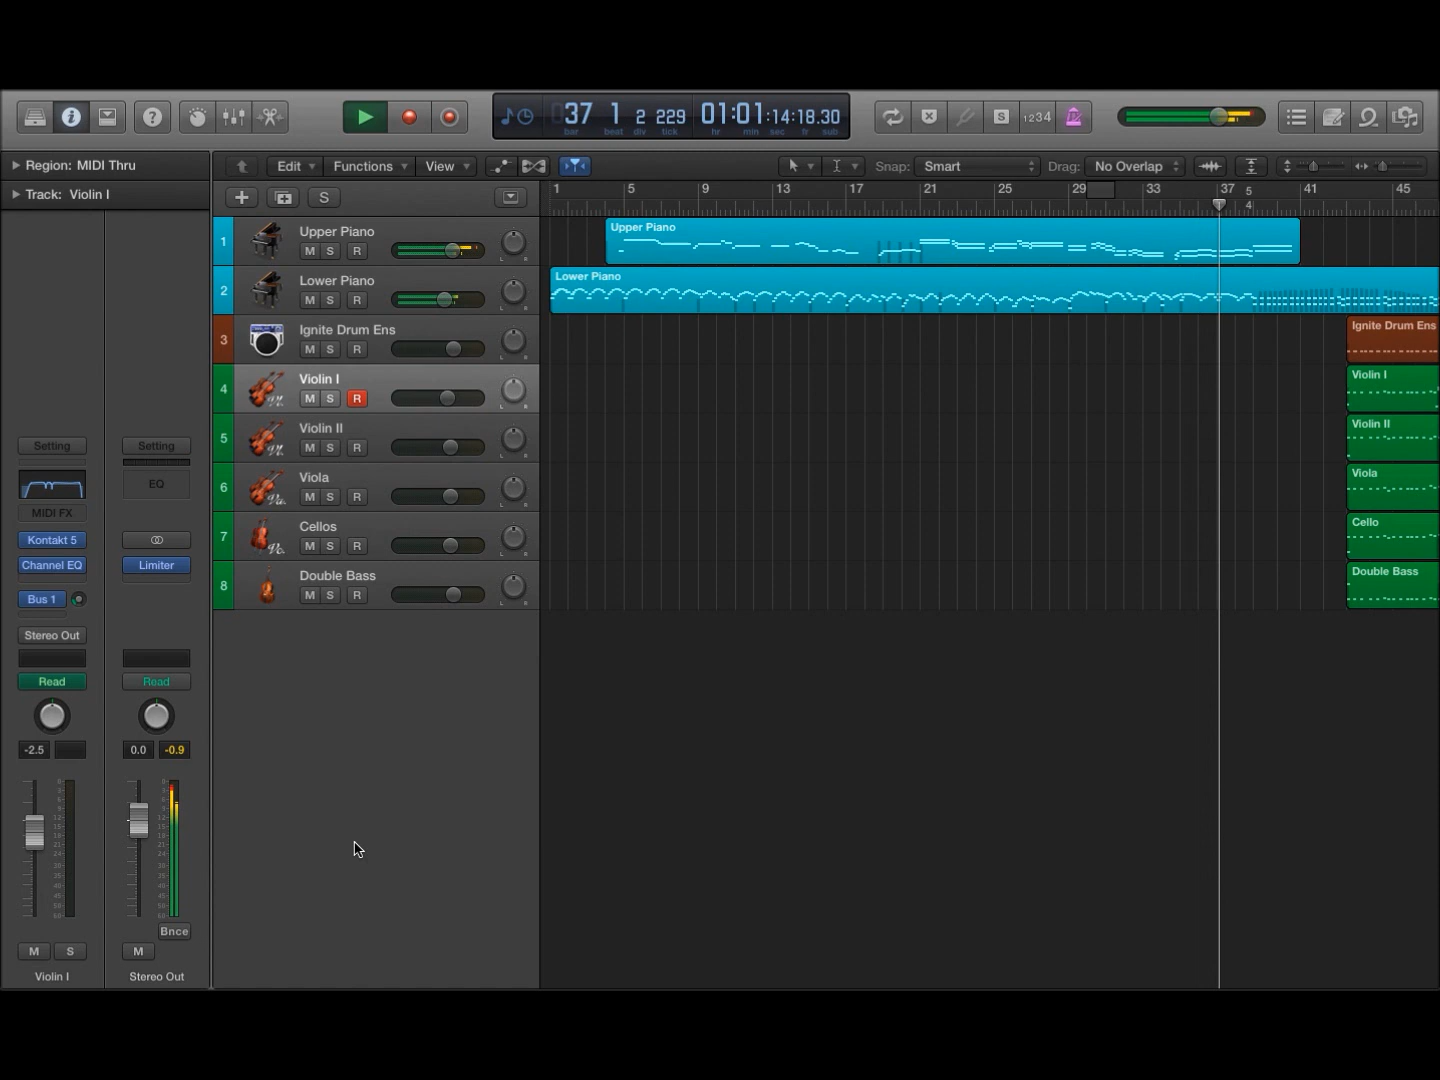 ?
37 1 2 229 01:01:14:18.30
bar beat div tick hr min sec fr sub
S 1234
Region: MIDI Thru
Track: Violin I
Edit Functions View Snap: Smart Drag: No Overlap
S
1 5 9 13 17 21 25 29 33 37 41 45
5
4
1 Upper Piano
M S R
2 Lower Piano
M S R
3 Ignite Drum Ens
M S R
4 Violin I
M S R
5 Violin II
M S R
6 Viola
M S R
7 Cellos
M S R
8 Double Bass
M S R
Upper Piano
Lower Piano
Ignite Drum Ens
Violin I
Violin II
Viola
Cello
Double Bass
Setting Setting
EQ
MIDI FX
Kontakt 5
Channel EQ Limiter
Bus 1
Stereo Out
Read Read
-2.5 0.0 -0.9
Bnce
M S M
Violin I Stereo Out